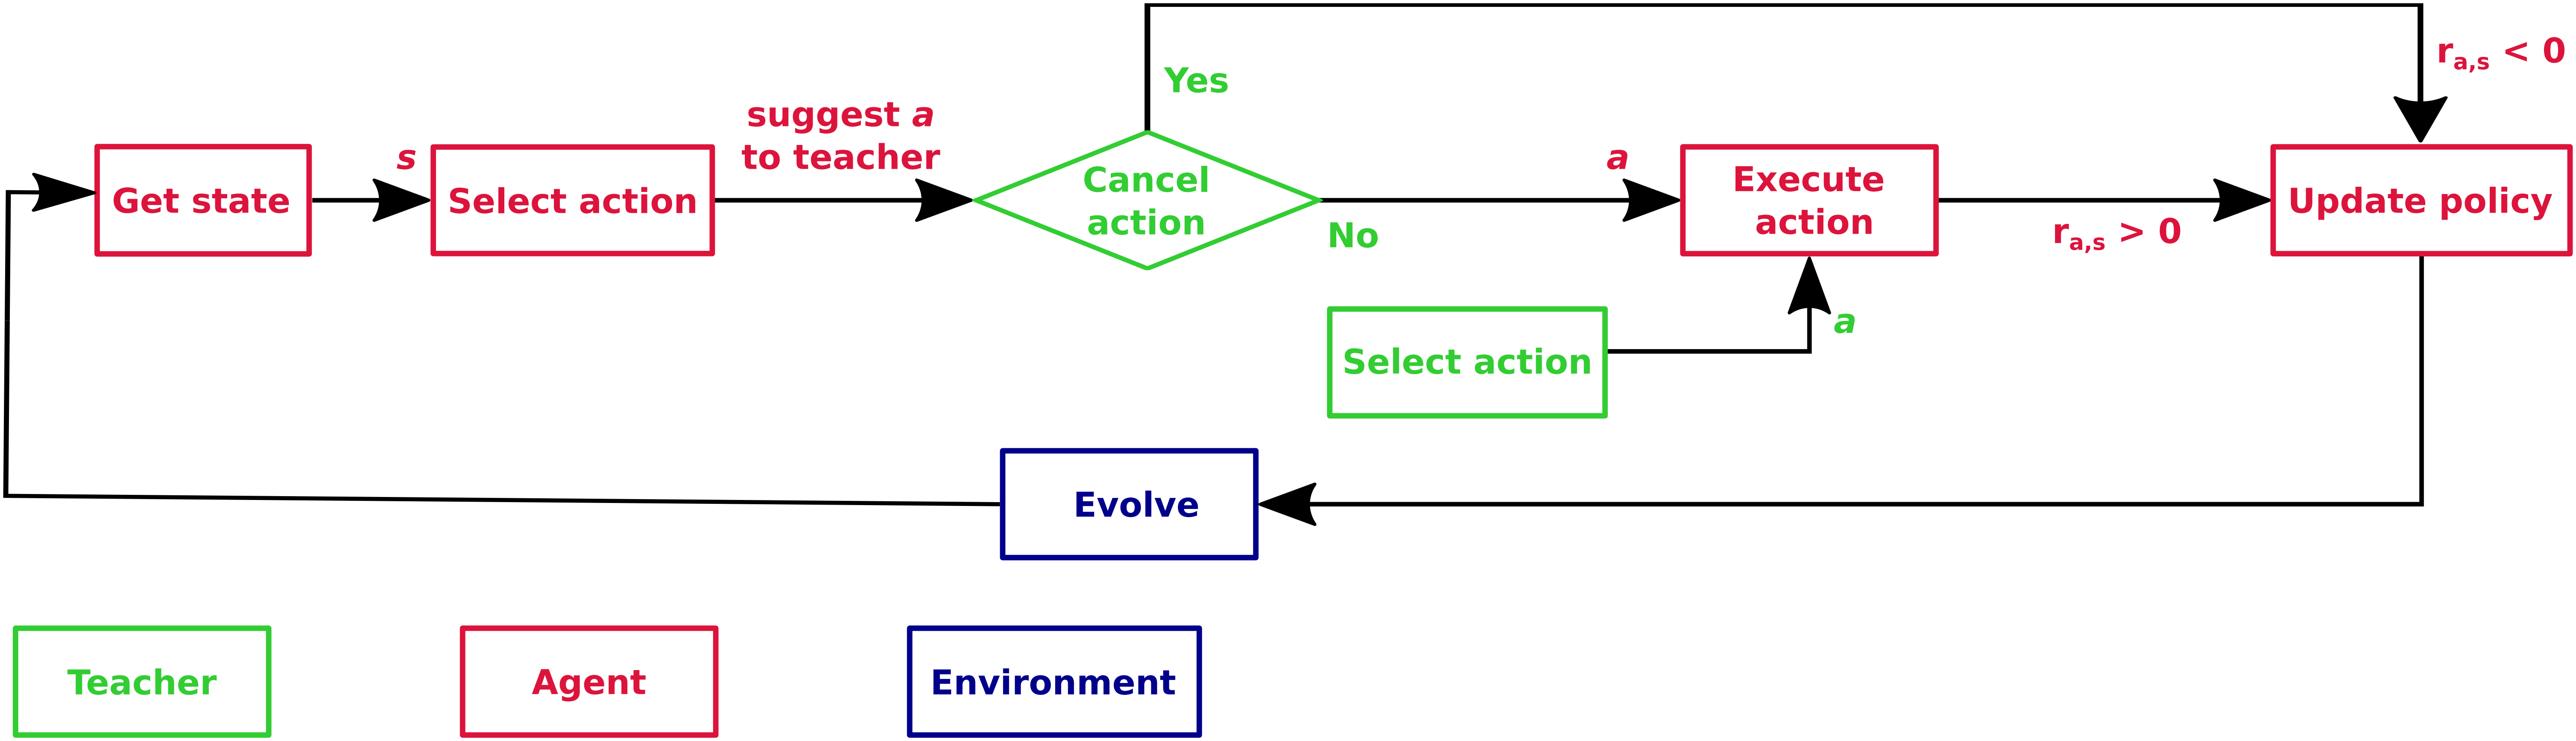 Yes
r_a,s < 0
suggest a
to teacher
Get state
s
Select action
Cancel
action
No
a
Execute
action
r_a,s > 0
Update policy
Select action
a
Evolve
Teacher
Agent
Environment